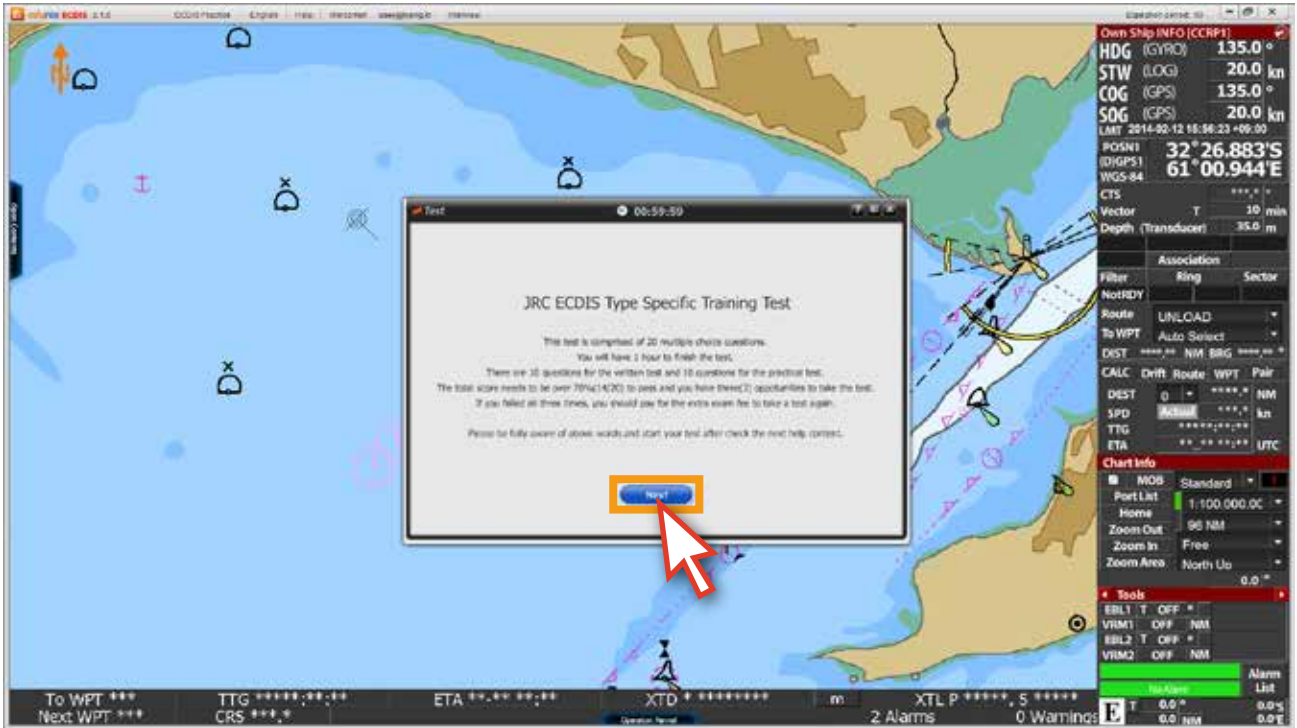 ECDIS
English
Own Ship INFO [CCRP1]
HDG (GYRO) 135.0 °
STW (LOG) 20.0 kn
COG (GPS) 135.0 °
SOG (GPS) 20.0 kn
LMT 2014-02-12 15:56:23 +09:00
POSN1 32°26.883'S
(D)GPS1 61°00.944'E
WGS-84
CTS ***.* °
Vector T 10 min
Depth (Transducer) 35.0 m
Association
Filter Ring Sector
NotRDY
Route UNLOAD
To WPT Auto Select
DIST ****.** NM BRG ****.** °
CALC Drift Route WPT Pair
DEST 0 ****.* NM
SPD Actual ***.* kn
TTG *****:**:**
ETA **_** **:** UTC
Chart Info
MOB Standard
Port List 1:100,000.0C
Home
Zoom Out 96 NM
Zoom In Free
Zoom Area North Up
0.0 °
Tools
EBL1 T OFF °
VRM1 OFF NM
EBL2 T OFF °
VRM2 OFF NM
Alarm
No Alarm List
E T 0.0° 0.0'S
0.0 NM 0.0'E
Test 00:59:59
JRC ECDIS Type Specific Training Test
This test is comprised of 20 multiple choice questions.
You will have 1 hour to finish the test.
There are 10 questions for the written test and 10 questions for the practical test.
The total score needs to be over 70%(14/20) to pass and you have three(3) opportunities to take the test.
If you failed all three times, you should pay for the extra exam fee to take a test again.
Please be fully aware of above words and start your test after check the next help content.
Next
To WPT *** TTG *****:**:** ETA **-** **:** XTD * ******** m XTL P *****, S *****
Next WPT *** CRS ***.* 2 Alarms 0 Warnings